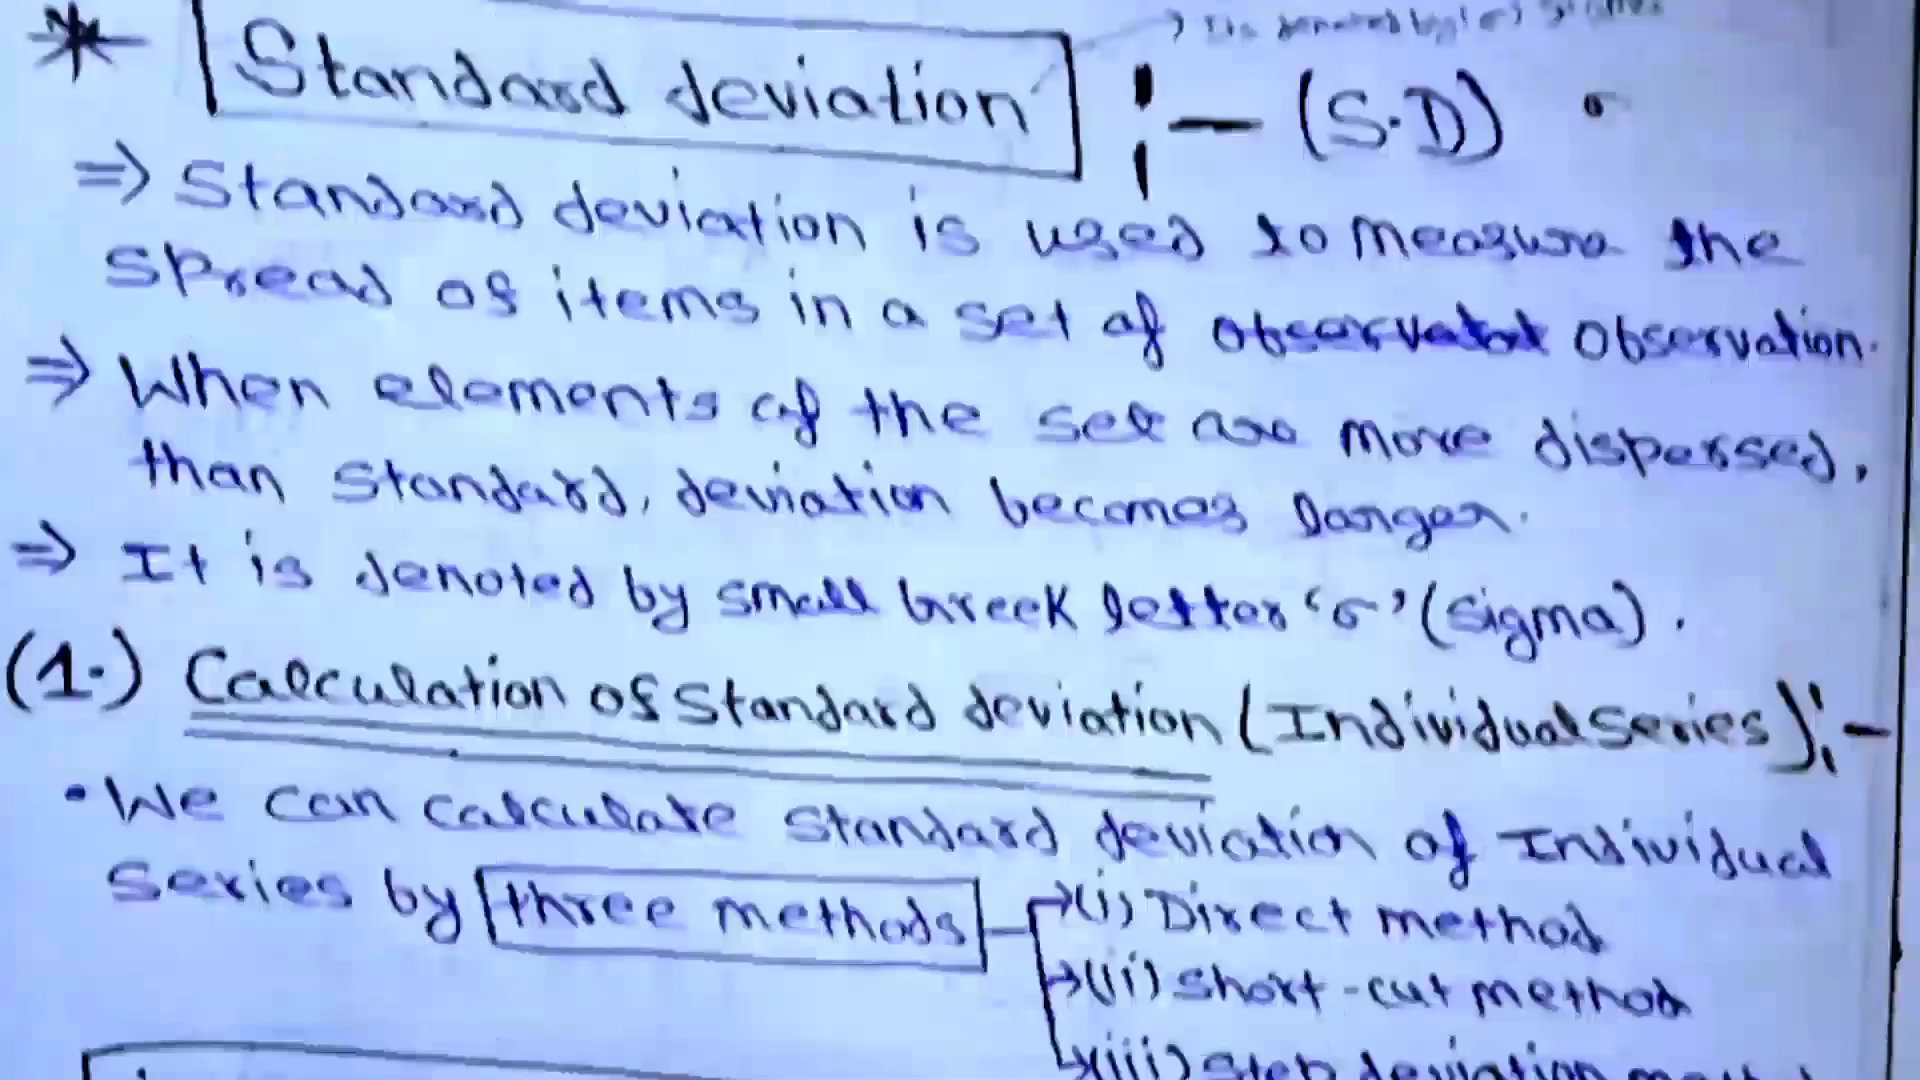 * Standard deviation :- (S.D) σ
⇒ Standard deviation is used to measure the
spread of items in a set of observation.
⇒ When elements of the set are more dispersed,
than standard, deviation becomes larger.
⇒ It is denoted by small Greek letter 'σ' (sigma).
(1.) Calculation of Standard deviation (Individual Series) :-
• We can calculate standard deviation of Individual
series by three methods → (i) Direct method
→ (ii) Short-cut method
→ (iii) Step deviation